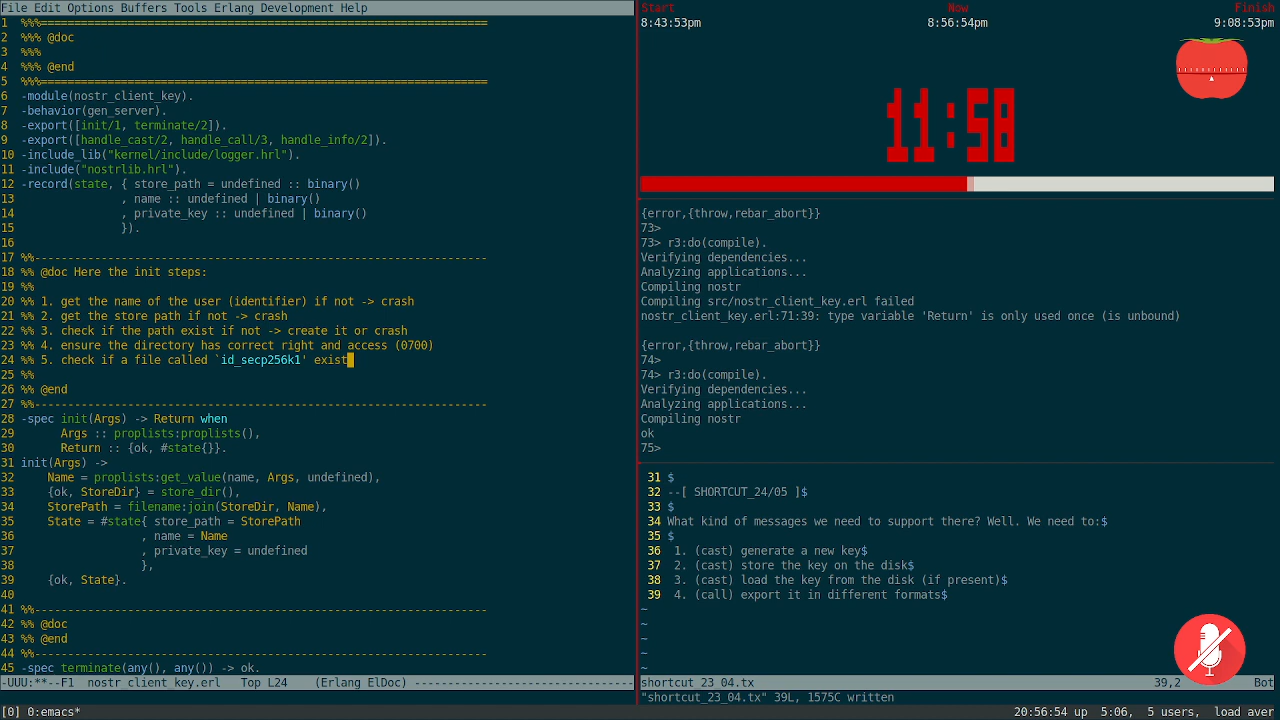 File Edit Options Buffers Tools Erlang Development Help
1 %%%===================================================================
2 %%% @doc
3 %%%
4 %%% @end
5 %%%===================================================================
6 -module(nostr_client_key).
7 -behavior(gen_server).
8 -export([init/1, terminate/2]).
9 -export([handle_cast/2, handle_call/3, handle_info/2]).
10 -include_lib("kernel/include/logger.hrl").
11 -include("nostrlib.hrl").
12 -record(state, { store_path = undefined :: binary()
13                , name :: undefined | binary()
14                , private_key :: undefined | binary()
15                }).
16
17 %%--------------------------------------------------------------------
18 %% @doc Here the init steps:
19 %%
20 %% 1. get the name of the user (identifier) if not -> crash
21 %% 2. get the store path if not -> crash
22 %% 3. check if the path exist if not -> create it or crash
23 %% 4. ensure the directory has correct right and access (0700)
24 %% 5. check if a file called `id_secp256k1' exist
25 %%
26 %% @end
27 %%--------------------------------------------------------------------
28 -spec init(Args) -> Return when
29       Args :: proplists:proplists(),
30       Return :: {ok, #state{}}.
31 init(Args) ->
32     Name = proplists:get_value(name, Args, undefined),
33     {ok, StoreDir} = store_dir(),
34     StorePath = filename:join(StoreDir, Name),
35     State = #state{ store_path = StorePath
36                   , name = Name
37                   , private_key = undefined
38                   },
39     {ok, State}.
40
41 %%--------------------------------------------------------------------
42 %% @doc
43 %% @end
44 %%--------------------------------------------------------------------
45 -spec terminate(any(), any()) -> ok.
-UUU:**--F1  nostr_client_key.erl   Top L24    (Erlang ElDoc) ---------------------------------
Start Now Finish
8:43:53pm 8:56:54pm 9:08:53pm
11:58
{error,{throw,rebar_abort}}
73>
73> r3:do(compile).
Verifying dependencies...
Analyzing applications...
Compiling nostr
Compiling src/nostr_client_key.erl failed
nostr_client_key.erl:71:39: type variable 'Return' is only used once (is unbound)

{error,{throw,rebar_abort}}
74>
74> r3:do(compile).
Verifying dependencies...
Analyzing applications...
Compiling nostr
ok
75>
31 $
32 --[ SHORTCUT_24/05 ]$
33 $
34 What kind of messages we need to support there? Well. We need to:$
35 $
36  1. (cast) generate a new key$
37  2. (cast) store the key on the disk$
38  3. (cast) load the key from the disk (if present)$
39  4. (call) export it in different formats$
~
~
~
~
~
shortcut_23_04.tx 39,2 Bot
"shortcut_23_04.tx" 39L, 1575C written
[0] 0:emacs* 20:56:54 up  5:06,  5 users,  load aver